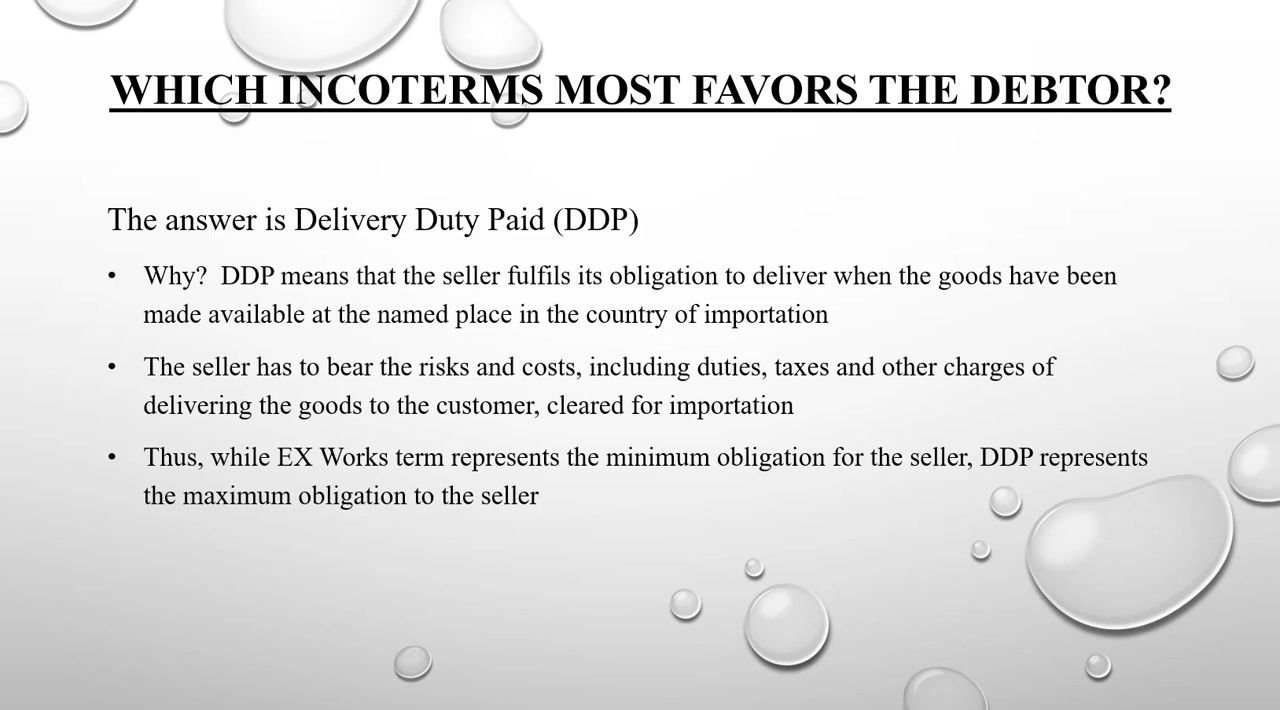 WHICH INCOTERMS MOST FAVORS THE DEBTOR?
The answer is Delivery Duty Paid (DDP)
• Why?  DDP means that the seller fulfils its obligation to deliver when the goods have been
made available at the named place in the country of importation
• The seller has to bear the risks and costs, including duties, taxes and other charges of
delivering the goods to the customer, cleared for importation
• Thus, while EX Works term represents the minimum obligation for the seller, DDP represents
the maximum obligation to the seller